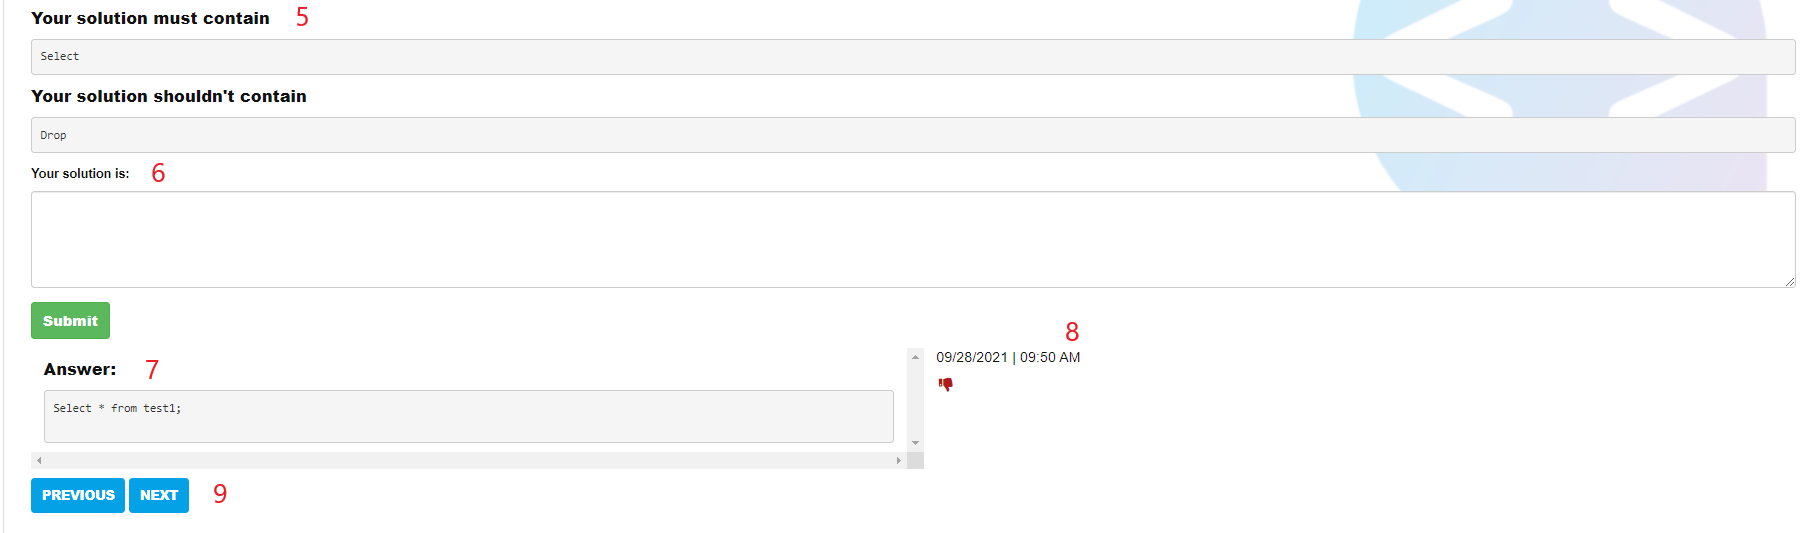 Your solution must contain 5
Select
Your solution shouldn't contain
Drop
Your solution is: 6
Submit
8
09/28/2021 | 09:50 AM
Answer: 7
Select * from test1;
PREVIOUS NEXT 9